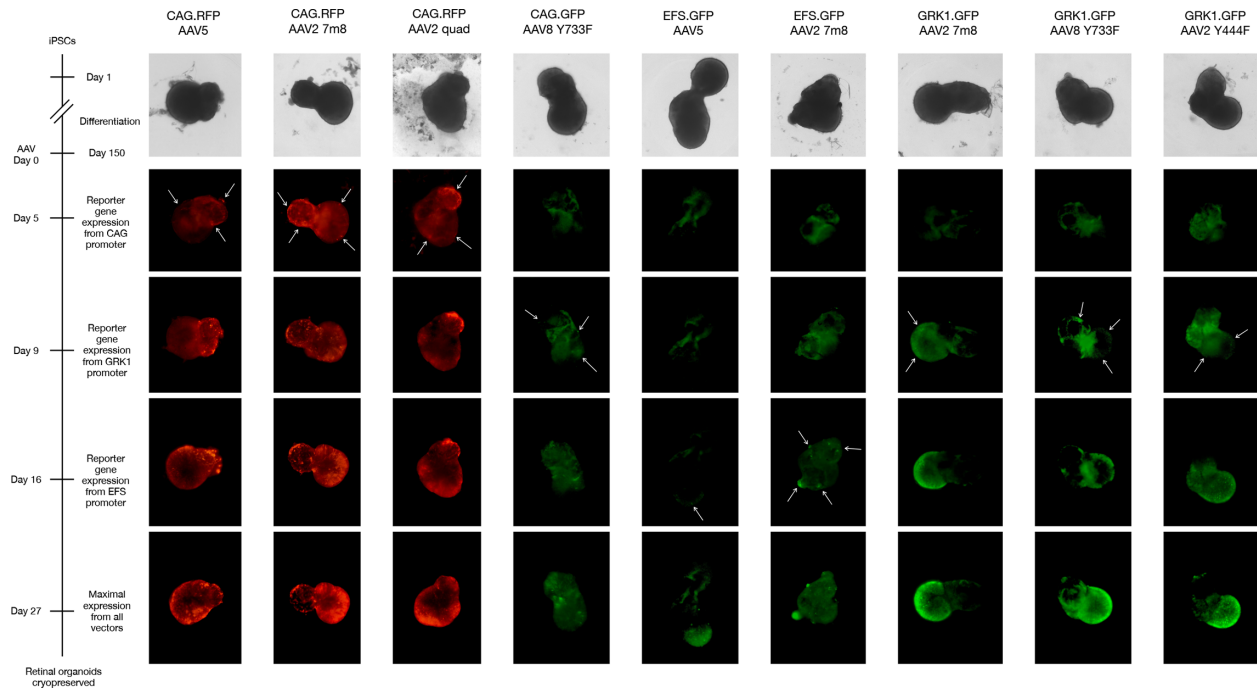 CAG.RFP
AAV5
CAG.RFP
AAV2 7m8
CAG.RFP
AAV2 quad
CAG.GFP
AAV8 Y733F
EFS.GFP
AAV5
EFS.GFP
AAV2 7m8
GRK1.GFP
AAV2 7m8
GRK1.GFP
AAV8 Y733F
GRK1.GFP
AAV2 Y444F
iPSCs
Day 1
Differentiation
AAV
Day 0
Day 150
Day 5
Reporter
gene
expression
from CAG
promoter
Day 9
Reporter
gene
expression
from GRK1
promoter
Day 16
Reporter
gene
expression
from EFS
promoter
Day 27
Maximal
expression
from all
vectors
Retinal organoids
cryopreserved